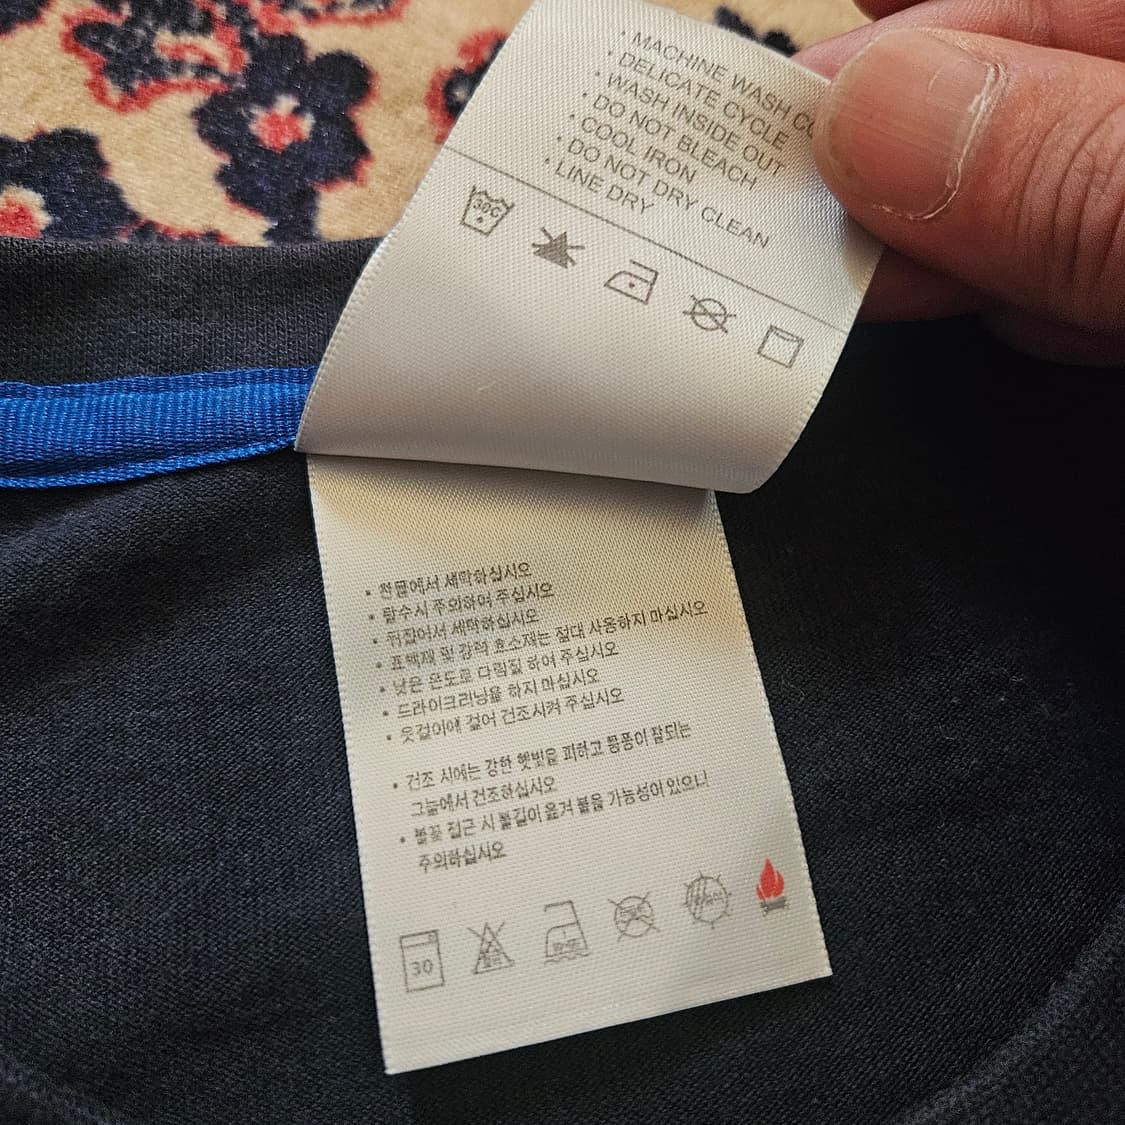 • MACHINE WASH
• DELICATE CYCLE
• WASH INSIDE OUT
• DO NOT BLEACH
• COOL IRON
• DO NOT DRY CLEAN
• LINE DRY
30C
• 찬물에서 세탁하십시오
• 탈수시 주의하여 주십시오
• 뒤집어서 세탁하십시오
• 표백제 및 강력 효소제는 절대 사용하지 마십시오
• 낮은 온도로 다림질 하여 주십시오
• 드라이크리닝을 하지 마십시오
• 옷걸이에 걸어 건조시켜 주십시오
• 건조 시에는 강한 햇빛을 피하고 통풍이 잘되는
그늘에서 건조하십시오
• 불꽃 접근 시 불길이 옮겨 붙을 가능성이 있으니
주의하십시오
30